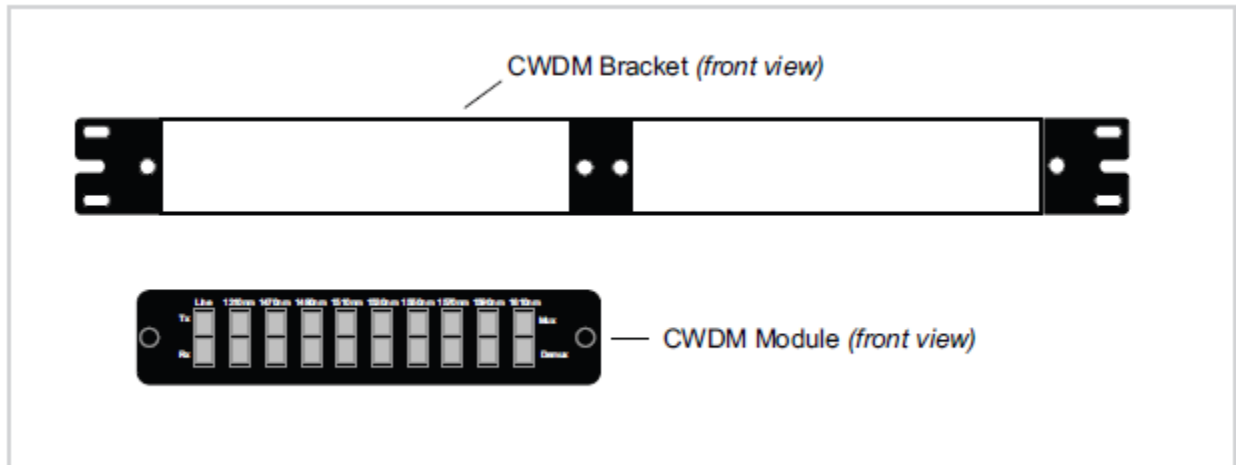 CWDM Bracket (front view)
Line 1310nm 1470nm 1490nm 1510nm 1530nm 1550nm 1570nm 1590nm 1610nm
Tx Mux
Rx Demux
CWDM Module (front view)